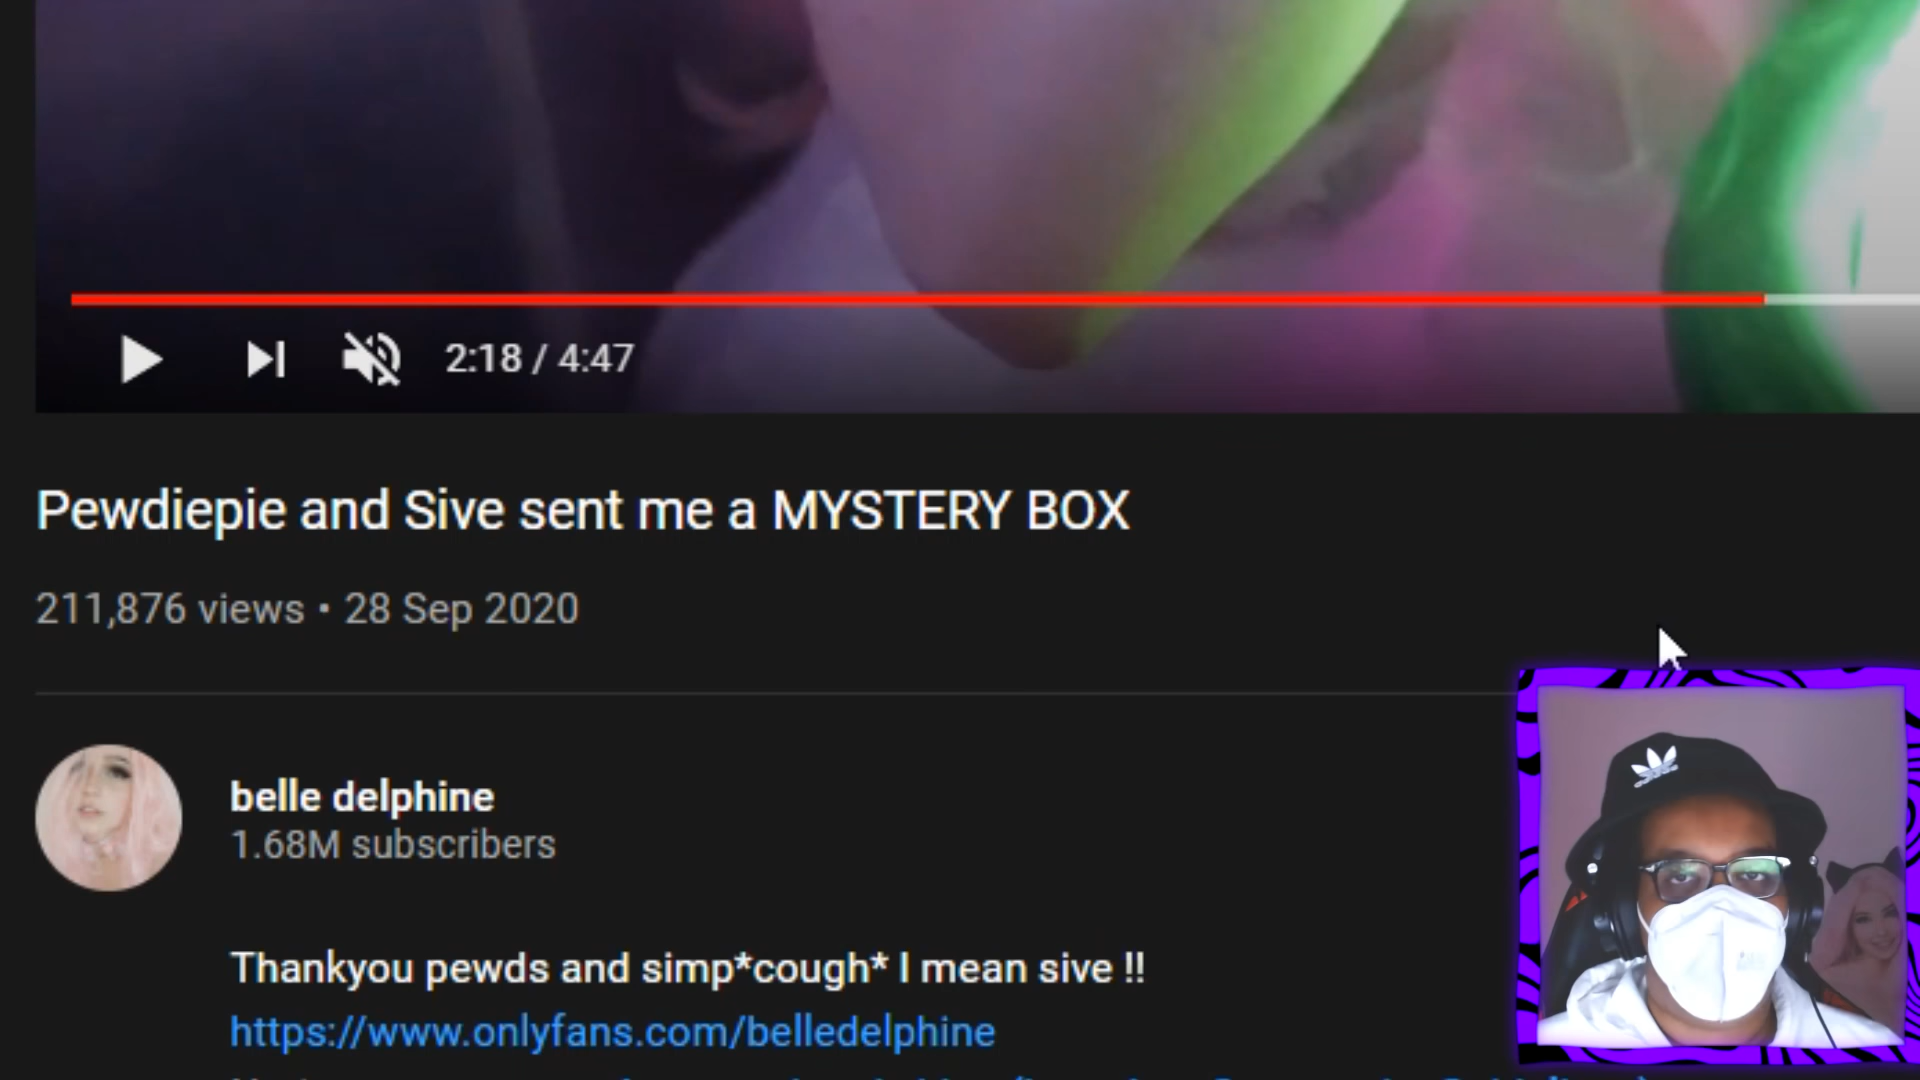 2:18 / 4:47
Pewdiepie and Sive sent me a MYSTERY BOX
211,876 views • 28 Sep 2020
belle delphine
1.68M subscribers
Thankyou pewds and simp*cough* I mean sive !!
https://www.onlyfans.com/belledelphine